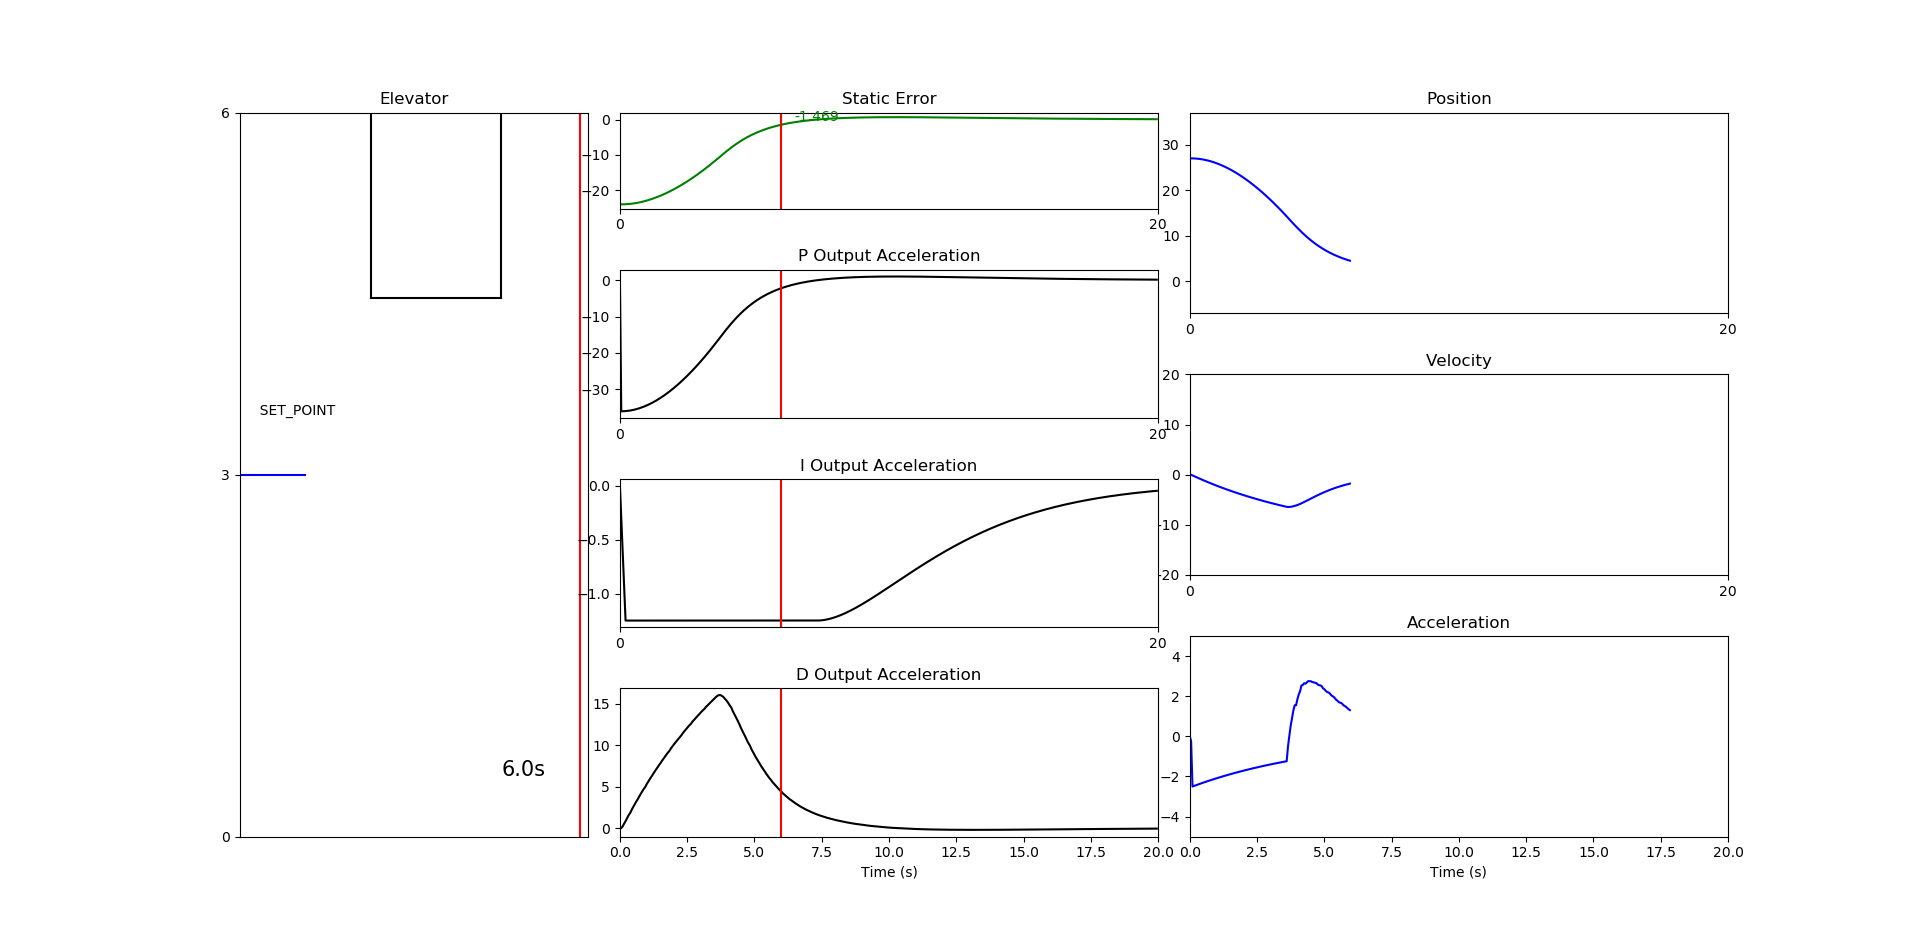 Elevator
6
SET_POINT
3
6.0s
0
Static Error
-1.469
0
−10
−20
0 20
P Output Acceleration
0
−10
−20
−30
0 20
I Output Acceleration
0.0
−0.5
−1.0
0 20
D Output Acceleration
15
10
5
0
0.0 2.5 5.0 7.5 10.0 12.5 15.0 17.5 20.0
Time (s)
Position
30
20
10
0
0 20
Velocity
20
10
0
-10
-20
0 20
Acceleration
4
2
0
−2
−4
0.0 2.5 5.0 7.5 10.0 12.5 15.0 17.5 20.0
Time (s)